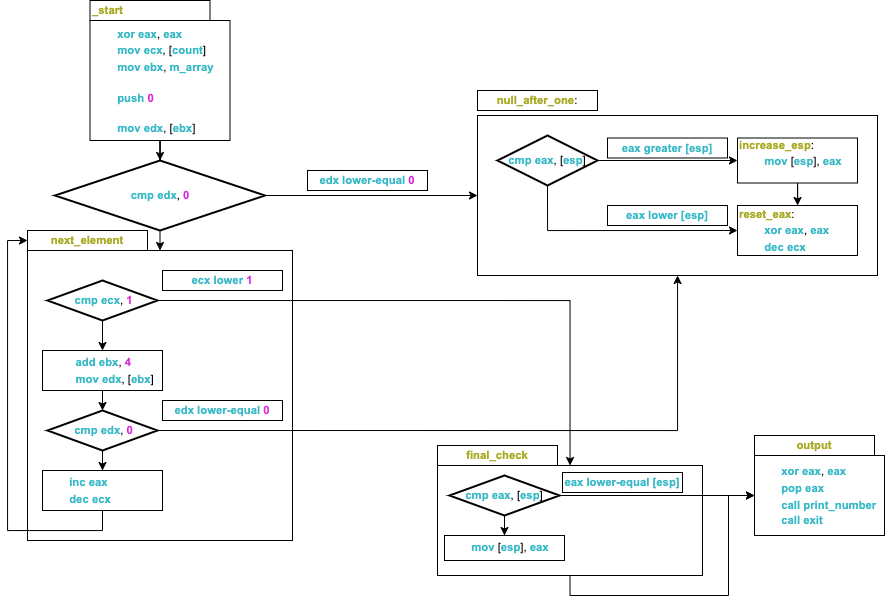 _start
xor eax, eax
mov ecx, [count]
mov ebx, m_array
push 0
mov edx, [ebx]
cmp edx, 0
edx lower-equal 0
null_after_one:
cmp eax, [esp]
eax greater [esp]
increase_esp:
mov [esp], eax
eax lower [esp]
reset_eax:
xor eax, eax
dec ecx
next_element
ecx lower 1
cmp ecx, 1
add ebx, 4
mov edx, [ebx]
edx lower-equal 0
cmp edx, 0
inc eax
dec ecx
final_check
eax lower-equal [esp]
cmp eax, [esp]
mov [esp], eax
output
xor eax, eax
pop eax
call print_number
call exit